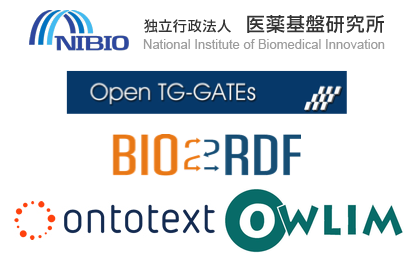 NIBIO 独立行政法人 医薬基盤研究所
National Institute of Biomedical Innovation
Open TG-GATEs
BIO2RDF
ontotext OWLIM